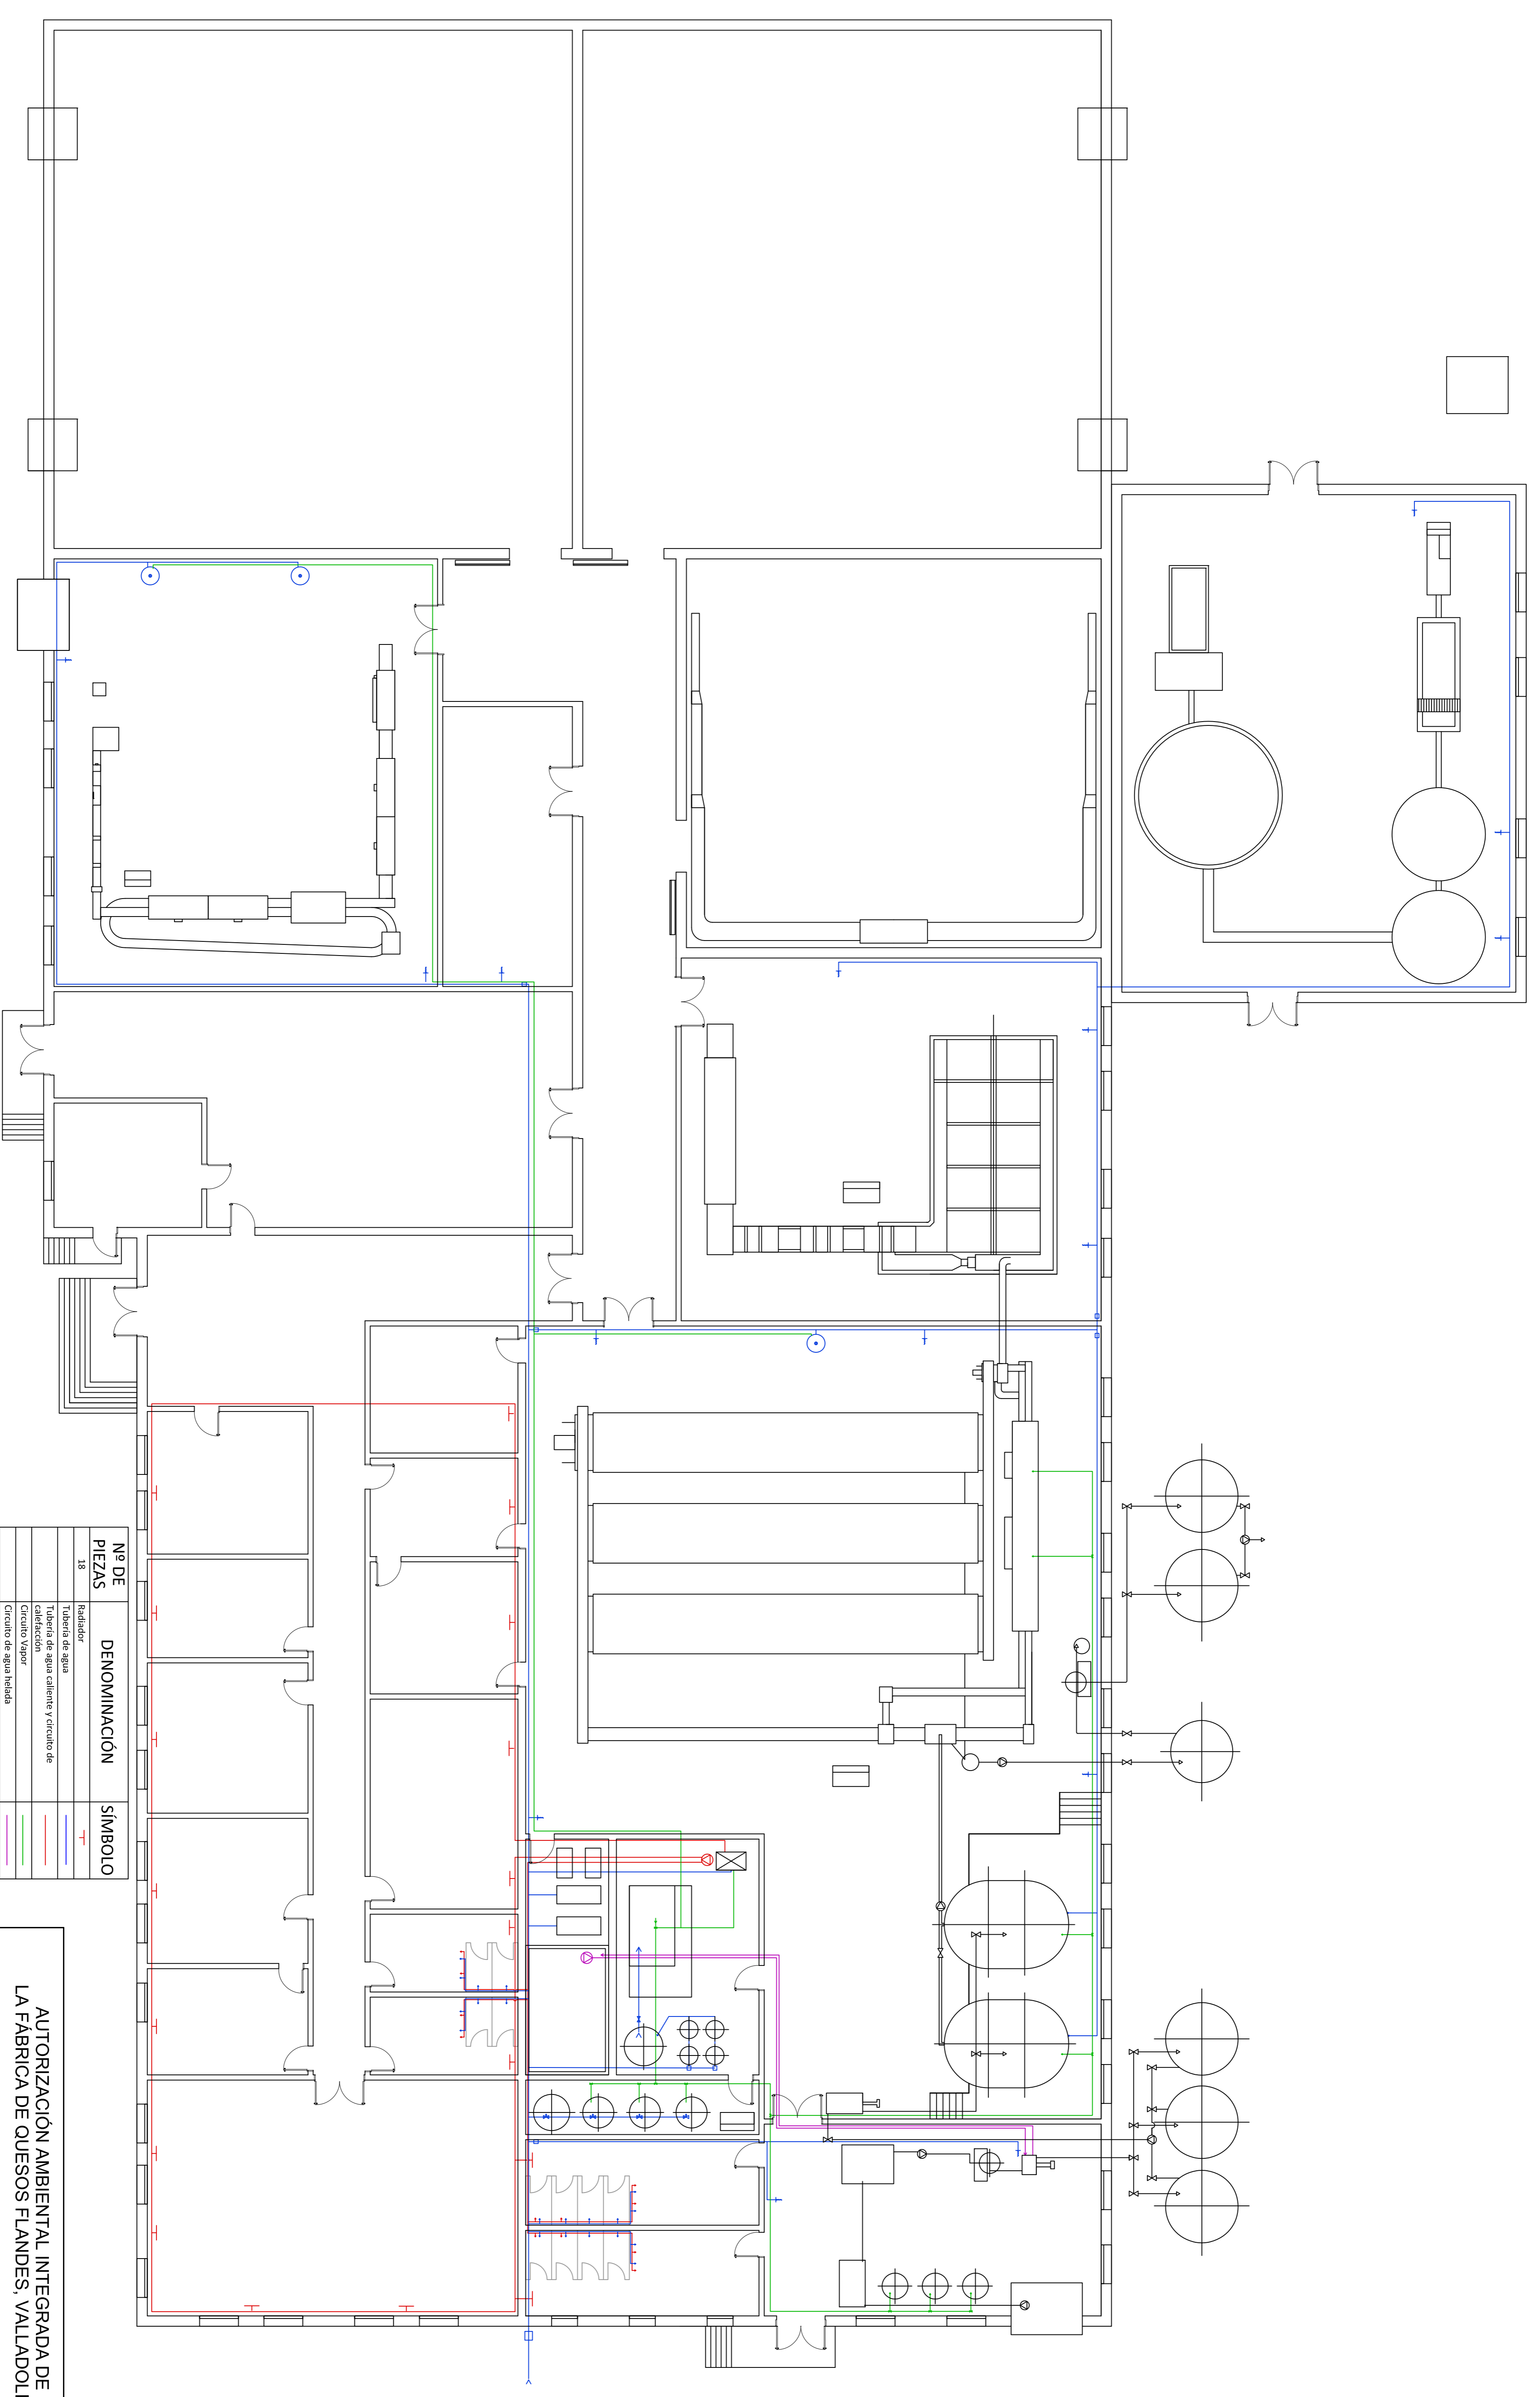 Nº DE
PIEZAS
DENOMINACIÓN
SÍMBOLO
18
Radiador
Tubería de agua
Tubería de agua caliente y circuito de
calefacción
Circuito Vapor
Circuito de agua helada
AUTORIZACIÓN AMBIENTAL INTEGRADA DE
LA FÁBRICA DE QUESOS FLANDES, VALLADOLI